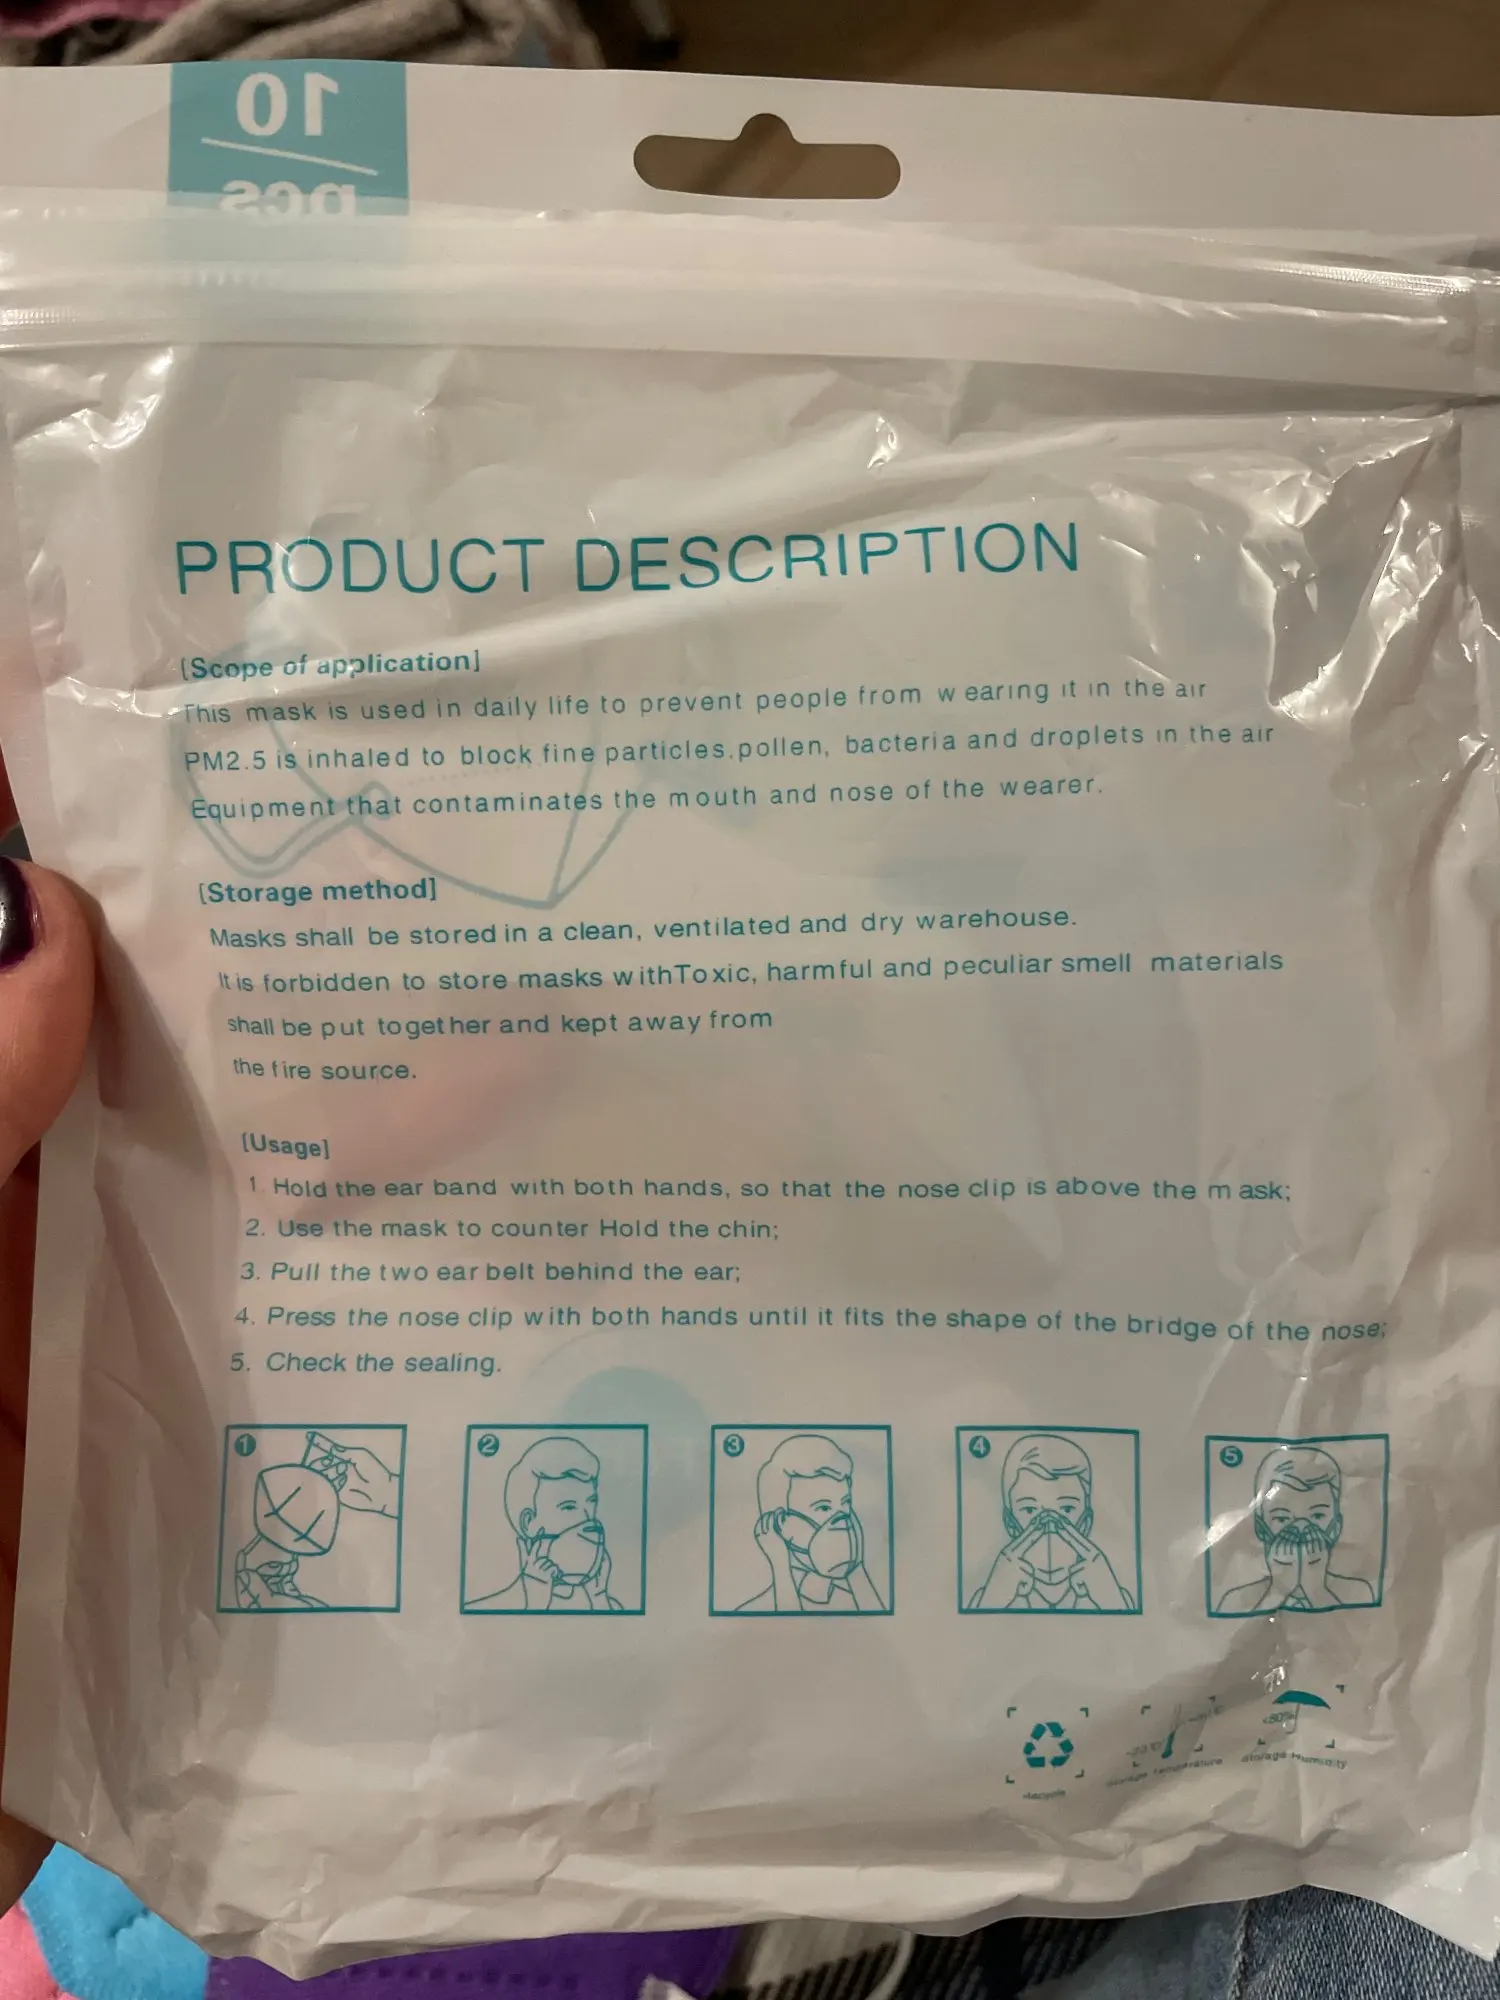 10
pcs
PRODUCT DESCRIPTION
[Scope of application]
This mask is used in daily life to prevent people from w earing it in the air
PM2.5 is inhaled to block fine particles.pollen, bacteria and droplets in the air
Equipment that contaminates the mouth and nose of the wearer.
[Storage method]
Masks shall be stored in a clean, ventilated and dry warehouse.
It is forbidden to store masks withToxic, harmful and peculiar smell materials
shall be put together and kept away from
the fire source.
[Usage]
1. Hold the ear band with both hands, so that the nose clip is above the m ask;
2. Use the mask to counter Hold the chin;
3. Pull the two ear belt behind the ear;
4. Press the nose clip with both hands until it fits the shape of the bridge of the nose;
5. Check the sealing.
1 2 3 4 5
<80%
Recycle Storage temperature Storage Humidity